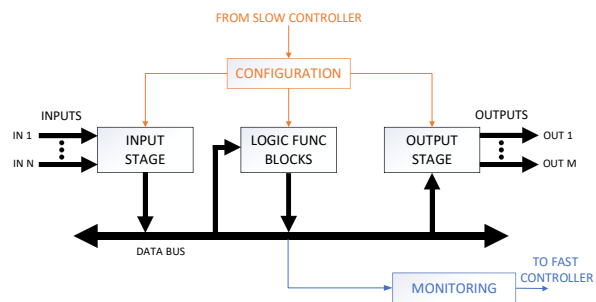 FROM SLOW CONTROLLER
CONFIGURATION
INPUTS
OUTPUTS
IN 1
IN N
INPUT
STAGE
LOGIC FUNC
BLOCKS
OUTPUT
STAGE
OUT 1
OUT M
DATA BUS
TO FAST
CONTROLLER
MONITORING